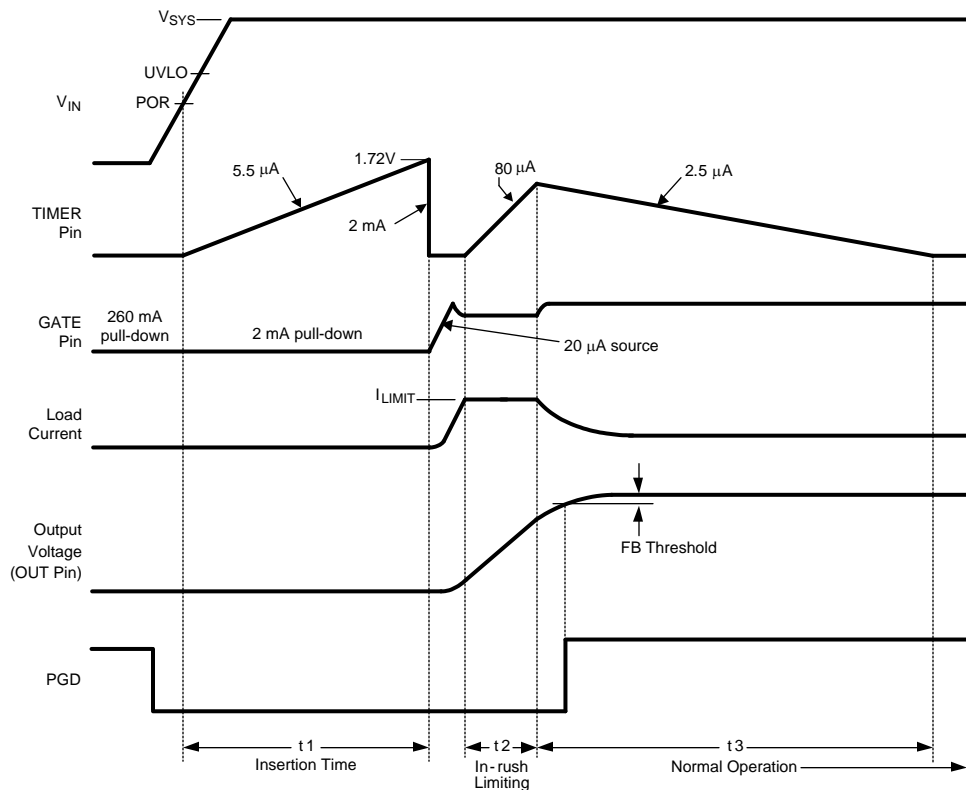 VSYS
UVLO
VIN
POR
1.72V
5.5 µA
80 µA
2.5 µA
TIMER
Pin
2 mA
GATE
Pin
260 mA
pull-down
2 mA pull-down
20 µA source
ILIMIT
Load
Current
Output
Voltage
(OUT Pin)
FB Threshold
PGD
t1
Insertion Time
t2
In-rush
Limiting
t3
Normal Operation